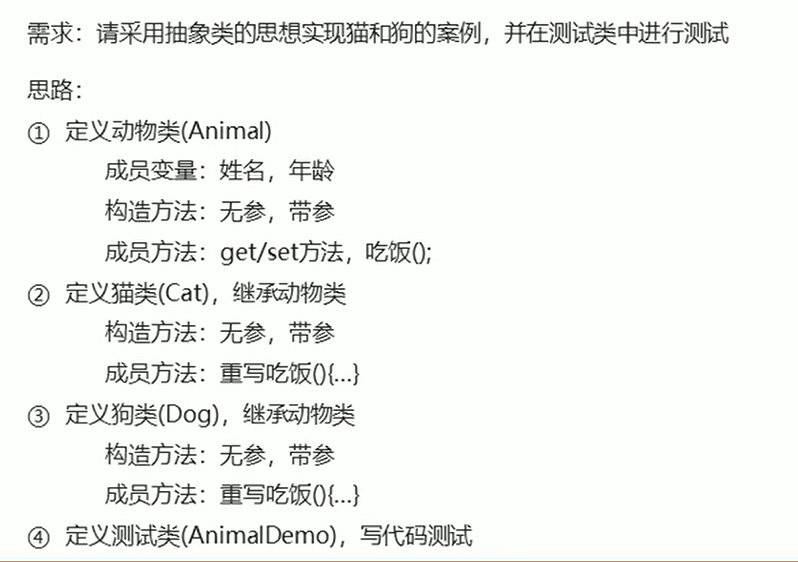 需求：请采用抽象类的思想实现猫和狗的案例，并在测试类中进行测试
思路：
① 定义动物类(Animal)
成员变量：姓名，年龄
构造方法：无参，带参
成员方法：get/set方法，吃饭();
② 定义猫类(Cat)，继承动物类
构造方法：无参，带参
成员方法：重写吃饭(){...}
③ 定义狗类(Dog)，继承动物类
构造方法：无参，带参
成员方法：重写吃饭(){...}
④ 定义测试类(AnimalDemo)，写代码测试